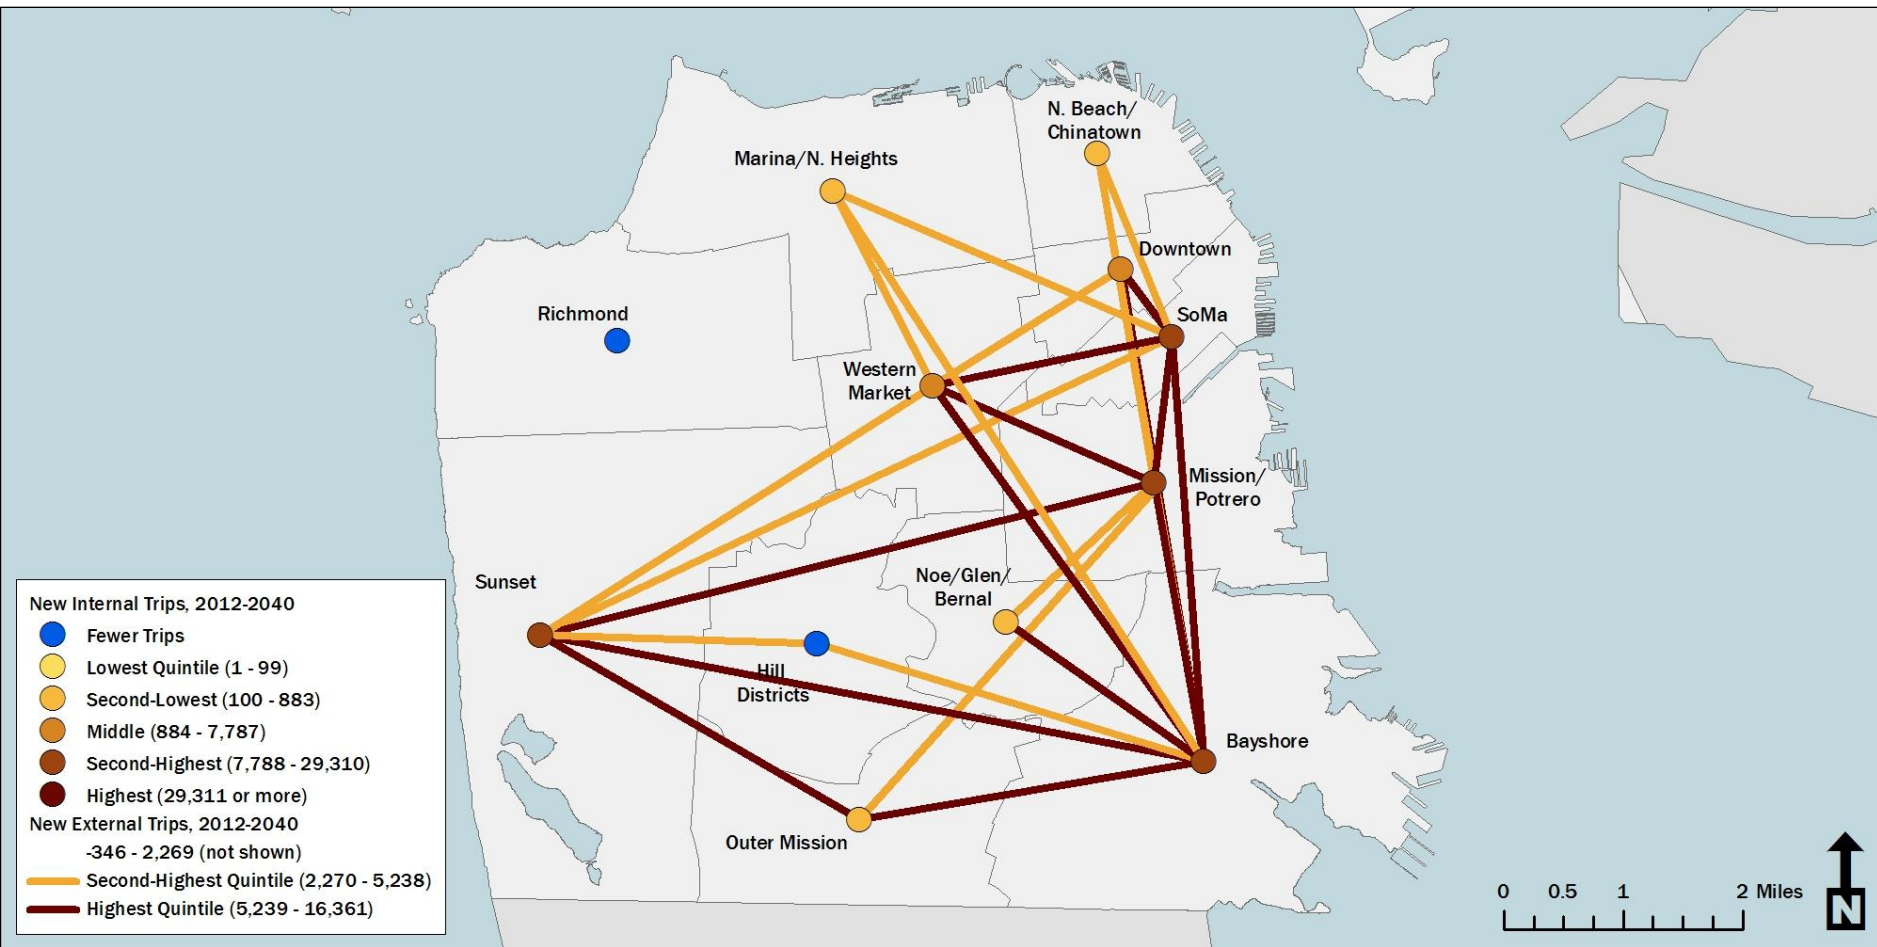 N. Beach/
Chinatown
Marina/N. Heights
Downtown
Richmond
SoMa
Western
Market
Mission/
Potrero
Sunset
Noe/Glen/
Bernal
Hill
Districts
Bayshore
Outer Mission
New Internal Trips, 2012-2040
Fewer Trips
Lowest Quintile (1 - 99)
Second-Lowest (100 - 883)
Middle (884 - 7,787)
Second-Highest (7,788 - 29,310)
Highest (29,311 or more)
New External Trips, 2012-2040
-346 - 2,269 (not shown)
Second-Highest Quintile (2,270 - 5,238)
Highest Quintile (5,239 - 16,361)
0 0.5 1 2 Miles
N